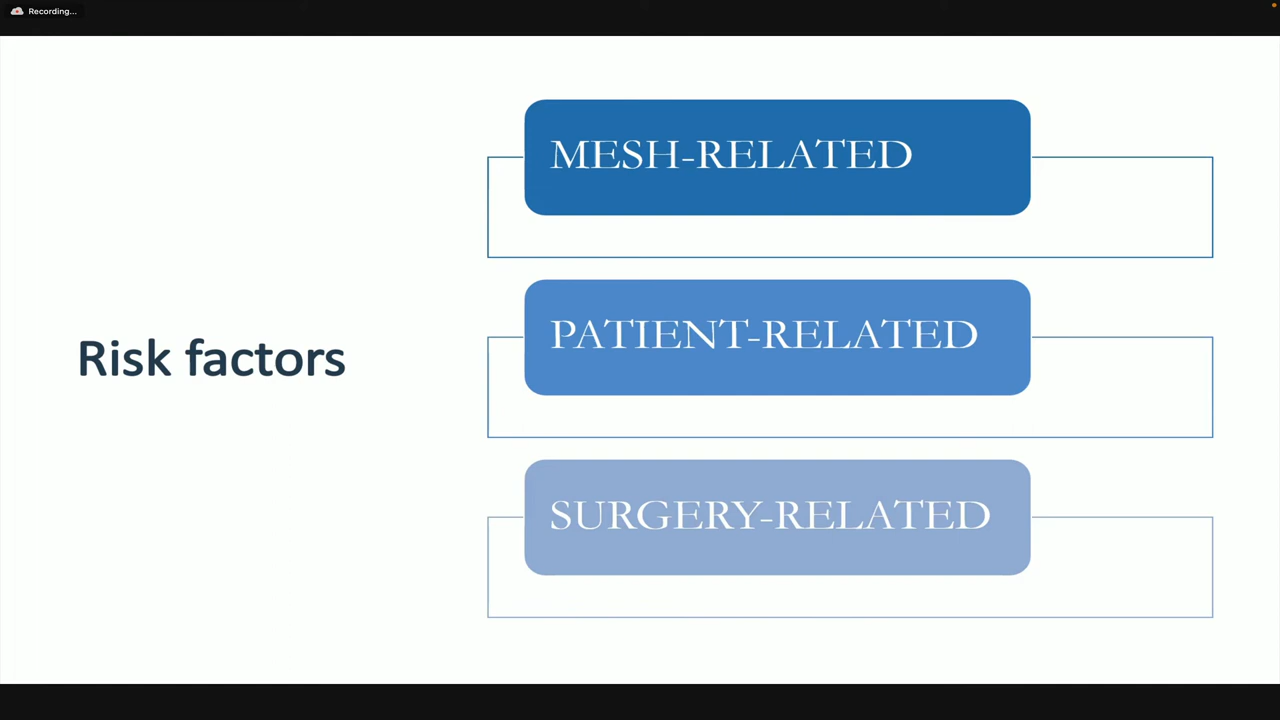 Recording...
MESH-RELATED
PATIENT-RELATED
Risk factors
SURGERY-RELATED